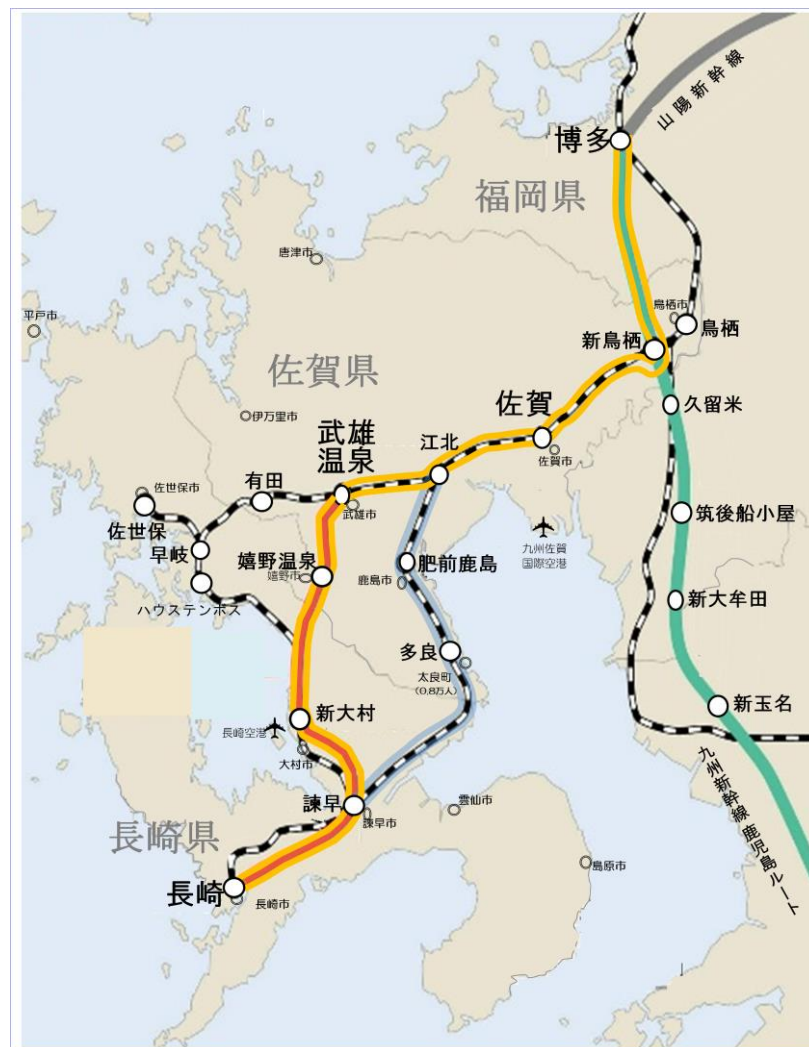 山陽新幹線
博多
福岡県
唐津市
平戸市
鳥栖市
鳥栖
新鳥栖
佐賀県
久留米
佐賀
伊万里市
武雄
温泉
江北
佐賀市
有田
佐世保市
佐世保
武雄市
筑後船小屋
早岐
九州佐賀
国際空港
嬉野温泉
嬉野市
肥前鹿島
鹿島市
ハウステンボス
新大牟田
多良
太良町
(0.8万人)
新大村
長崎空港
新玉名
大村市
九州新幹線鹿児島ルート
諫早
諫早市
雲仙市
長崎県
島原市
長崎
長崎市